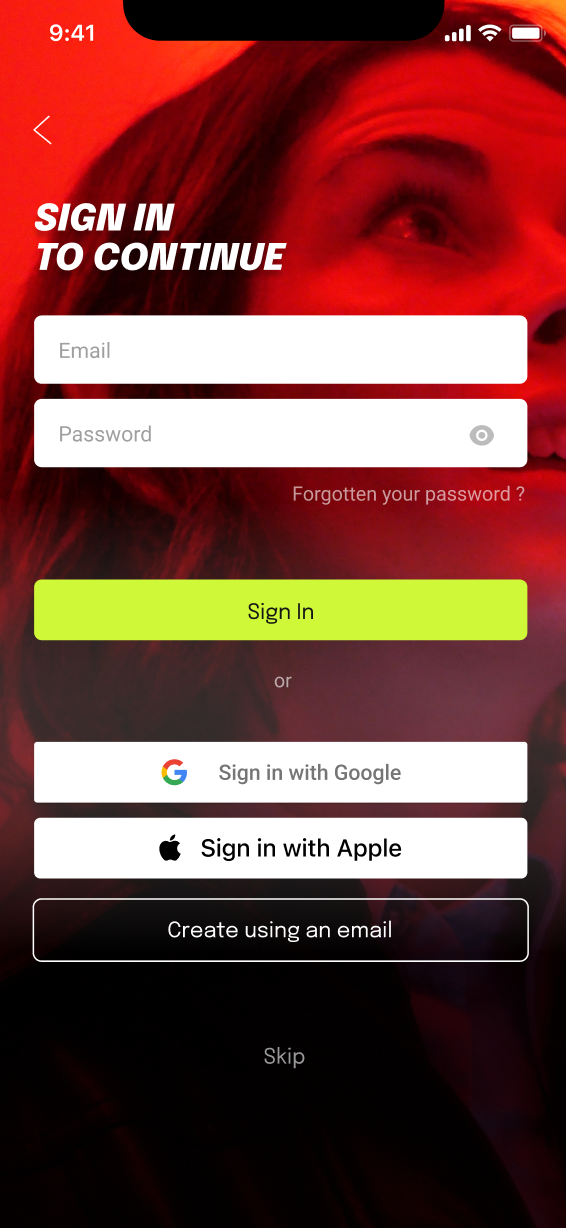 9:41
SIGN IN
TO CONTINUE
Email
Password
Forgotten your password ?
Sign In
or
Sign in with Google
Sign in with Apple
Create using an email
Skip